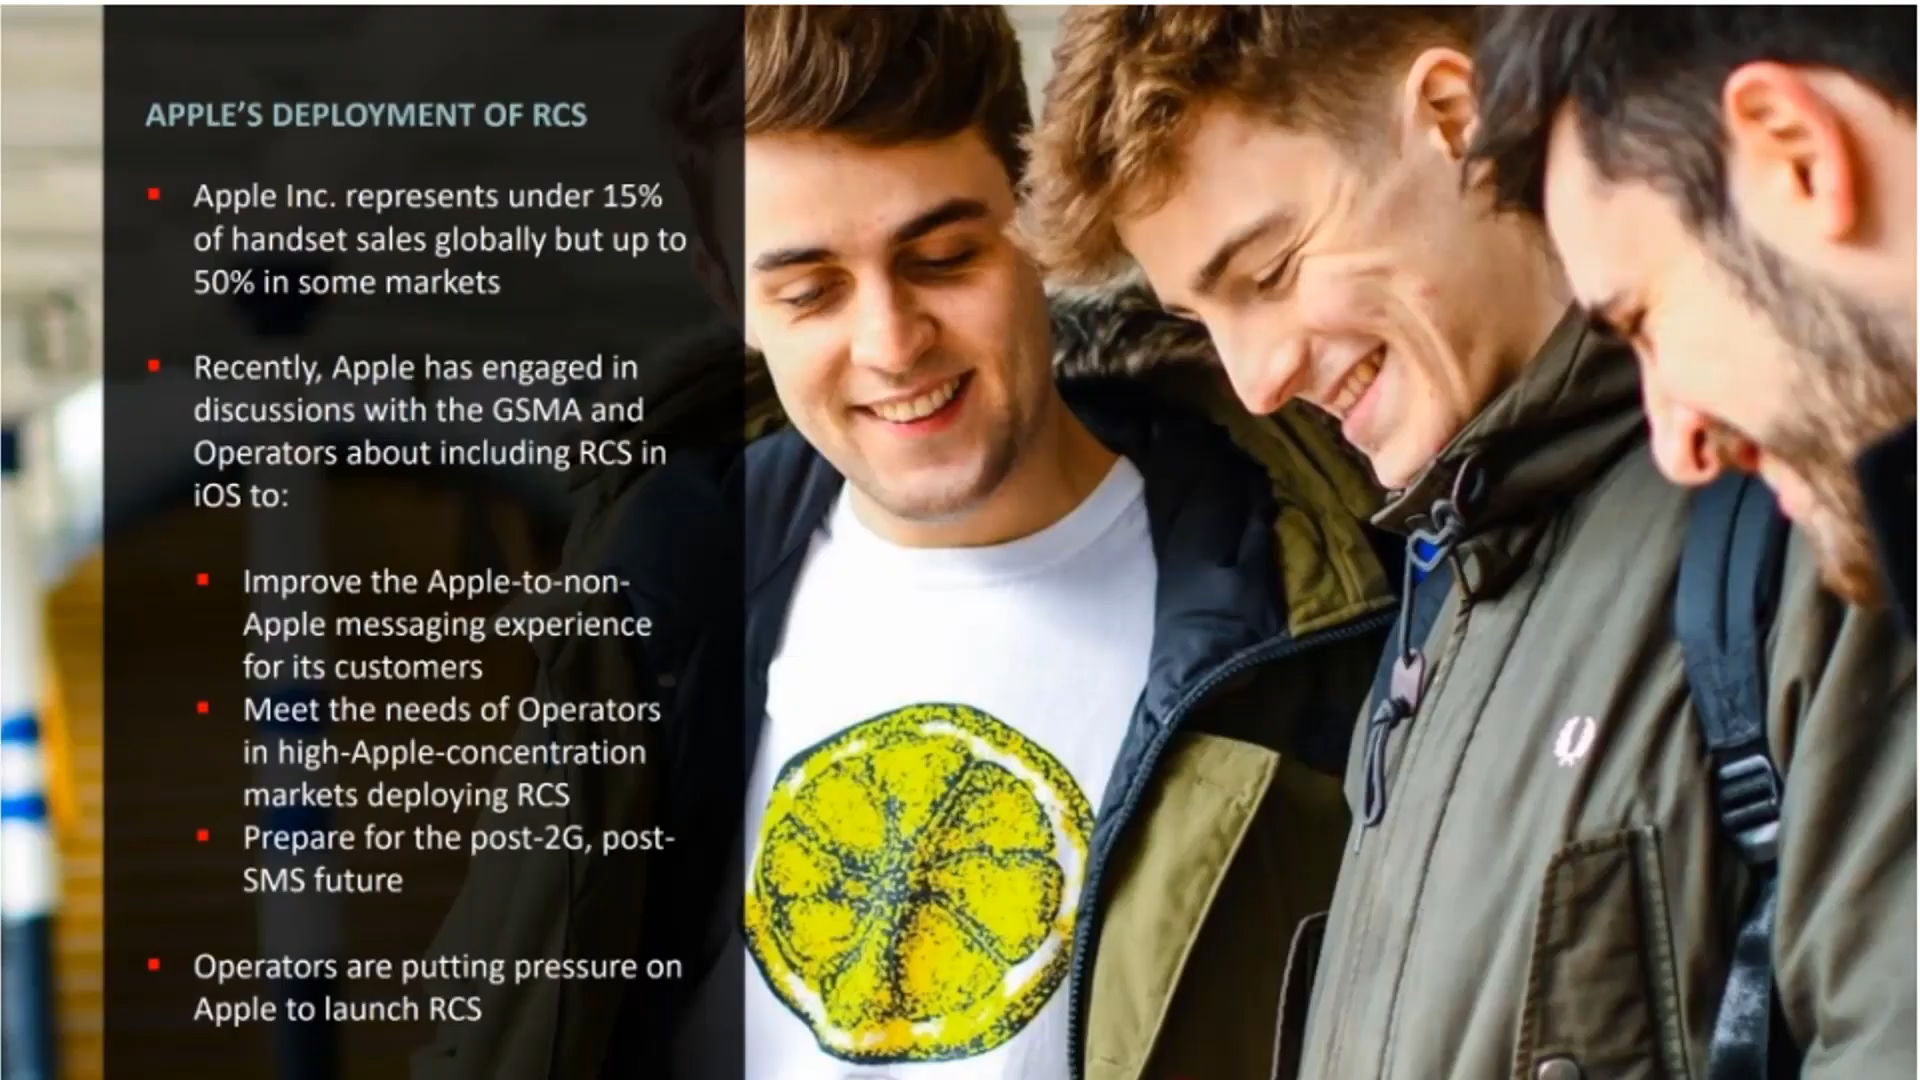 APPLE’S DEPLOYMENT OF RCS
▪ Apple Inc. represents under 15%
of handset sales globally but up to
50% in some markets
▪ Recently, Apple has engaged in
discussions with the GSMA and
Operators about including RCS in
iOS to:
▪ Improve the Apple-to-non-
Apple messaging experience
for its customers
▪ Meet the needs of Operators
in high-Apple-concentration
markets deploying RCS
▪ Prepare for the post-2G, post-
SMS future
▪ Operators are putting pressure on
Apple to launch RCS